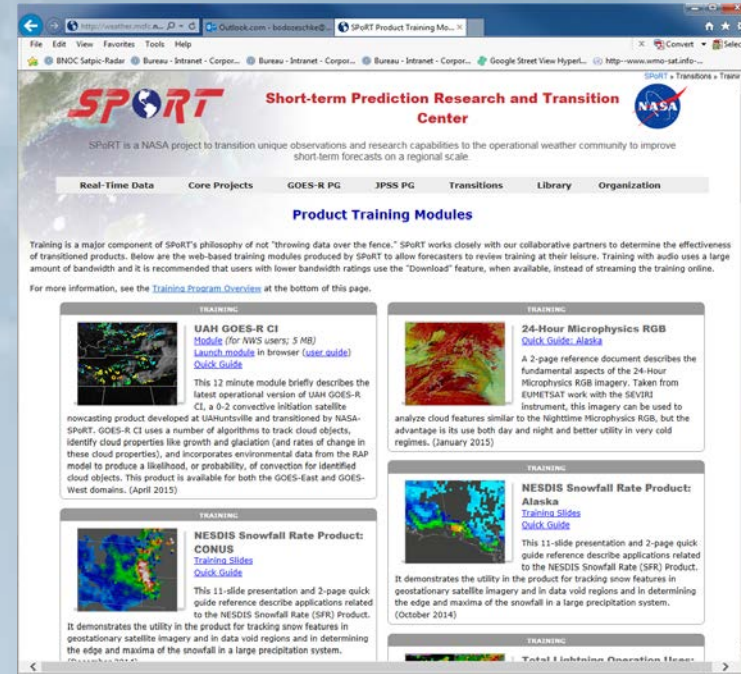 http://weather.msfc.n...
Outlook.com - bodozeschke@...
SPoRT Product Training Mo...
File Edit View Favorites Tools Help
Convert
Selec
BNOC Satpic-Radar
Bureau - Intranet - Corpor...
Bureau - Intranet - Corpor...
Bureau - Intranet - Corpor...
Google Street View Hyperl...
http--www.wmo-sat.info-...
SPoRT » Transitions » Trainin
SPoRT
Short-term Prediction Research and Transition
Center
NASA
SPoRT is a NASA project to transition unique observations and research capabilities to the operational weather community to improve
short-term forecasts on a regional scale.
Real-Time Data Core Projects GOES-R PG JPSS PG Transitions Library Organization
Product Training Modules
Training is a major component of SPoRT's philosophy of not "throwing data over the fence." SPoRT works closely with our collaborative partners to determine the effectiveness
of transitioned products. Below are the web-based training modules produced by SPoRT to allow forecasters to review training at their leisure. Training with audio uses a large
amount of bandwidth and it is recommended that users with lower bandwidth ratings use the "Download" feature, when available, instead of streaming the training online.
For more information, see the Training Program Overview at the bottom of this page.
TRAINING
UAH GOES-R CI
Module (for NWS users; 5 MB)
Launch module in browser (user guide)
Quick Guide
This 12 minute module briefly describes the
latest operational version of UAH GOES-R
CI, a 0-2 convective initiation satellite
nowcasting product developed at UAHuntsville and transitioned by NASA-
SPoRT. GOES-R CI uses a number of algorithms to track cloud objects,
identify cloud properties like growth and glaciation (and rates of change in
these cloud properties), and incorporates environmental data from the RAP
model to produce a likelihood, or probability, of convection for identified
cloud objects. This product is available for both the GOES-East and GOES-
West domains. (April 2015)
TRAINING
24-Hour Microphysics RGB
Quick Guide: Alaska
A 2-page reference document describes the
fundamental aspects of the 24-Hour
Microphysics RGB imagery. Taken from
EUMETSAT work with the SEVIRI
instrument, this imagery can be used to
analyze cloud features similar to the Nighttime Microphysics RGB, but the
advantage is its use both day and night and better utility in very cold
regimes. (January 2015)
TRAINING
NESDIS Snowfall Rate Product:
CONUS
Training Slides
Quick Guide
This 11-slide presentation and 2-page quick
guide reference describe applications related
to the NESDIS Snowfall Rate (SFR) Product.
It demonstrates the utility in the product for tracking snow features in
geostationary satellite imagery and in data void regions and in determining
the edge and maxima of the snowfall in a large precipitation system.
(December 2014)
TRAINING
NESDIS Snowfall Rate Product:
Alaska
Training Slides
Quick Guide
This 11-slide presentation and 2-page quick
guide reference describe applications related
to the NESDIS Snowfall Rate (SFR) Product.
It demonstrates the utility in the product for tracking snow features in
geostationary satellite imagery and in data void regions and in determining
the edge and maxima of the snowfall in a large precipitation system.
(October 2014)
TRAINING
Total Lightning Operation Uses: